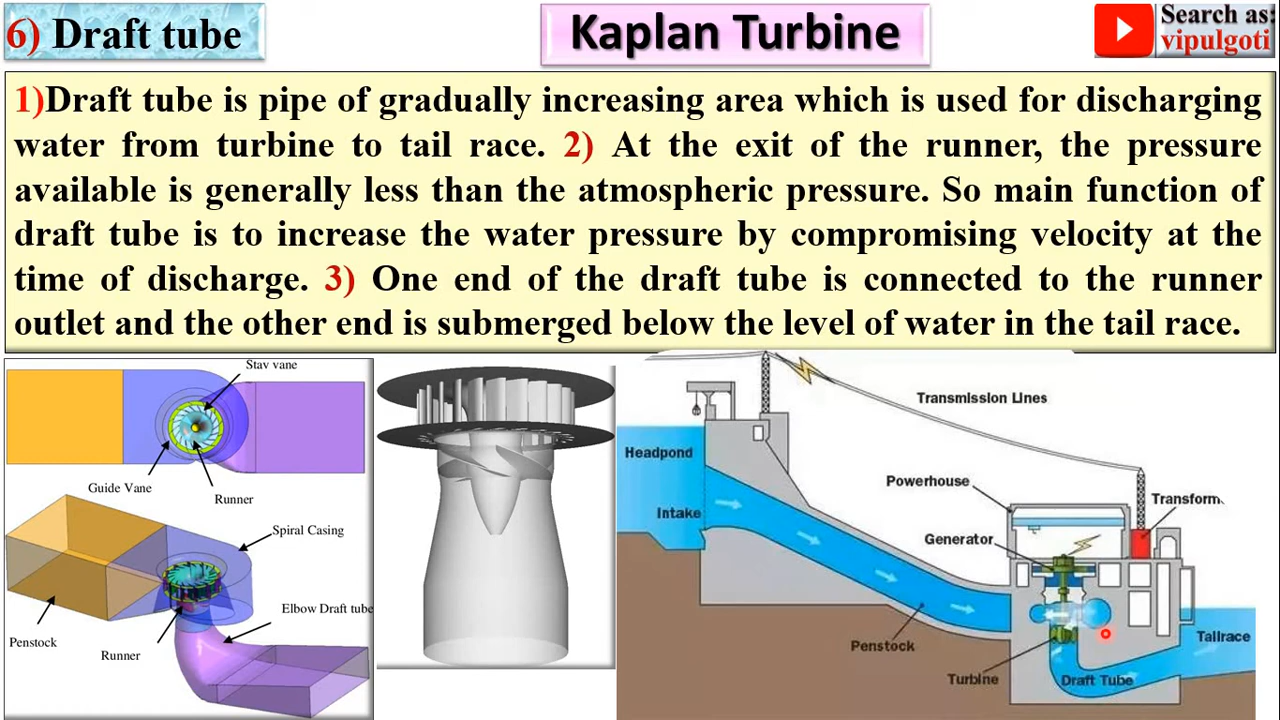 6) Draft tube
Kaplan Turbine
Search as:
vipulgoti
1)Draft tube is pipe of gradually increasing area which is used for discharging
water from turbine to tail race. 2) At the exit of the runner, the pressure
available is generally less than the atmospheric pressure. So main function of
draft tube is to increase the water pressure by compromising velocity at the
time of discharge. 3) One end of the draft tube is connected to the runner
outlet and the other end is submerged below the level of water in the tail race.
Stav vane
Guide Vane
Runner
Spiral Casing
Elbow Draft tube
Penstock
Runner
Transmission Lines
Headpond
Powerhouse
Intake
Transform
Generator
Penstock
Tailrace
Turbine
Draft Tube